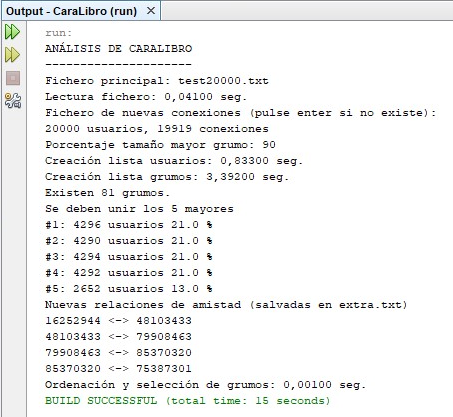 Output - CaraLibro (run)
run:
ANÁLISIS DE CARALIBRO
---------------------
Fichero principal: test20000.txt
Lectura fichero: 0,04100 seg.
Fichero de nuevas conexiones (pulse enter si no existe):
20000 usuarios, 19919 conexiones
Porcentaje tamaño mayor grumo: 90
Creación lista usuarios: 0,83300 seg.
Creación lista grumos: 3,39200 seg.
Existen 81 grumos.
Se deben unir los 5 mayores
#1: 4296 usuarios 21.0 %
#2: 4290 usuarios 21.0 %
#3: 4294 usuarios 21.0 %
#4: 4292 usuarios 21.0 %
#5: 2652 usuarios 13.0 %
Nuevas relaciones de amistad (salvadas en extra.txt)
16252944 <-> 48103433
48103433 <-> 79908463
79908463 <-> 85370320
85370320 <-> 75387301
Ordenación y selección de grumos: 0,00100 seg.
BUILD SUCCESSFUL (total time: 15 seconds)